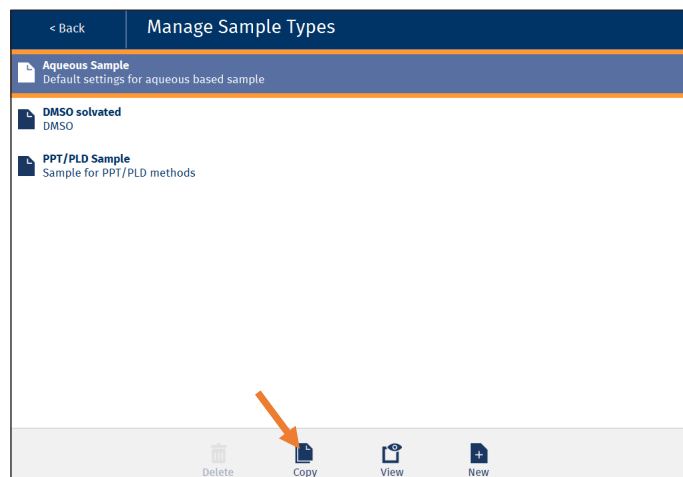 < Back
Manage Sample Types
Aqueous Sample
Default settings for aqueous based sample
DMSO solvated
DMSO
PPT/PLD Sample
Sample for PPT/PLD methods
Delete
Copy
View
New